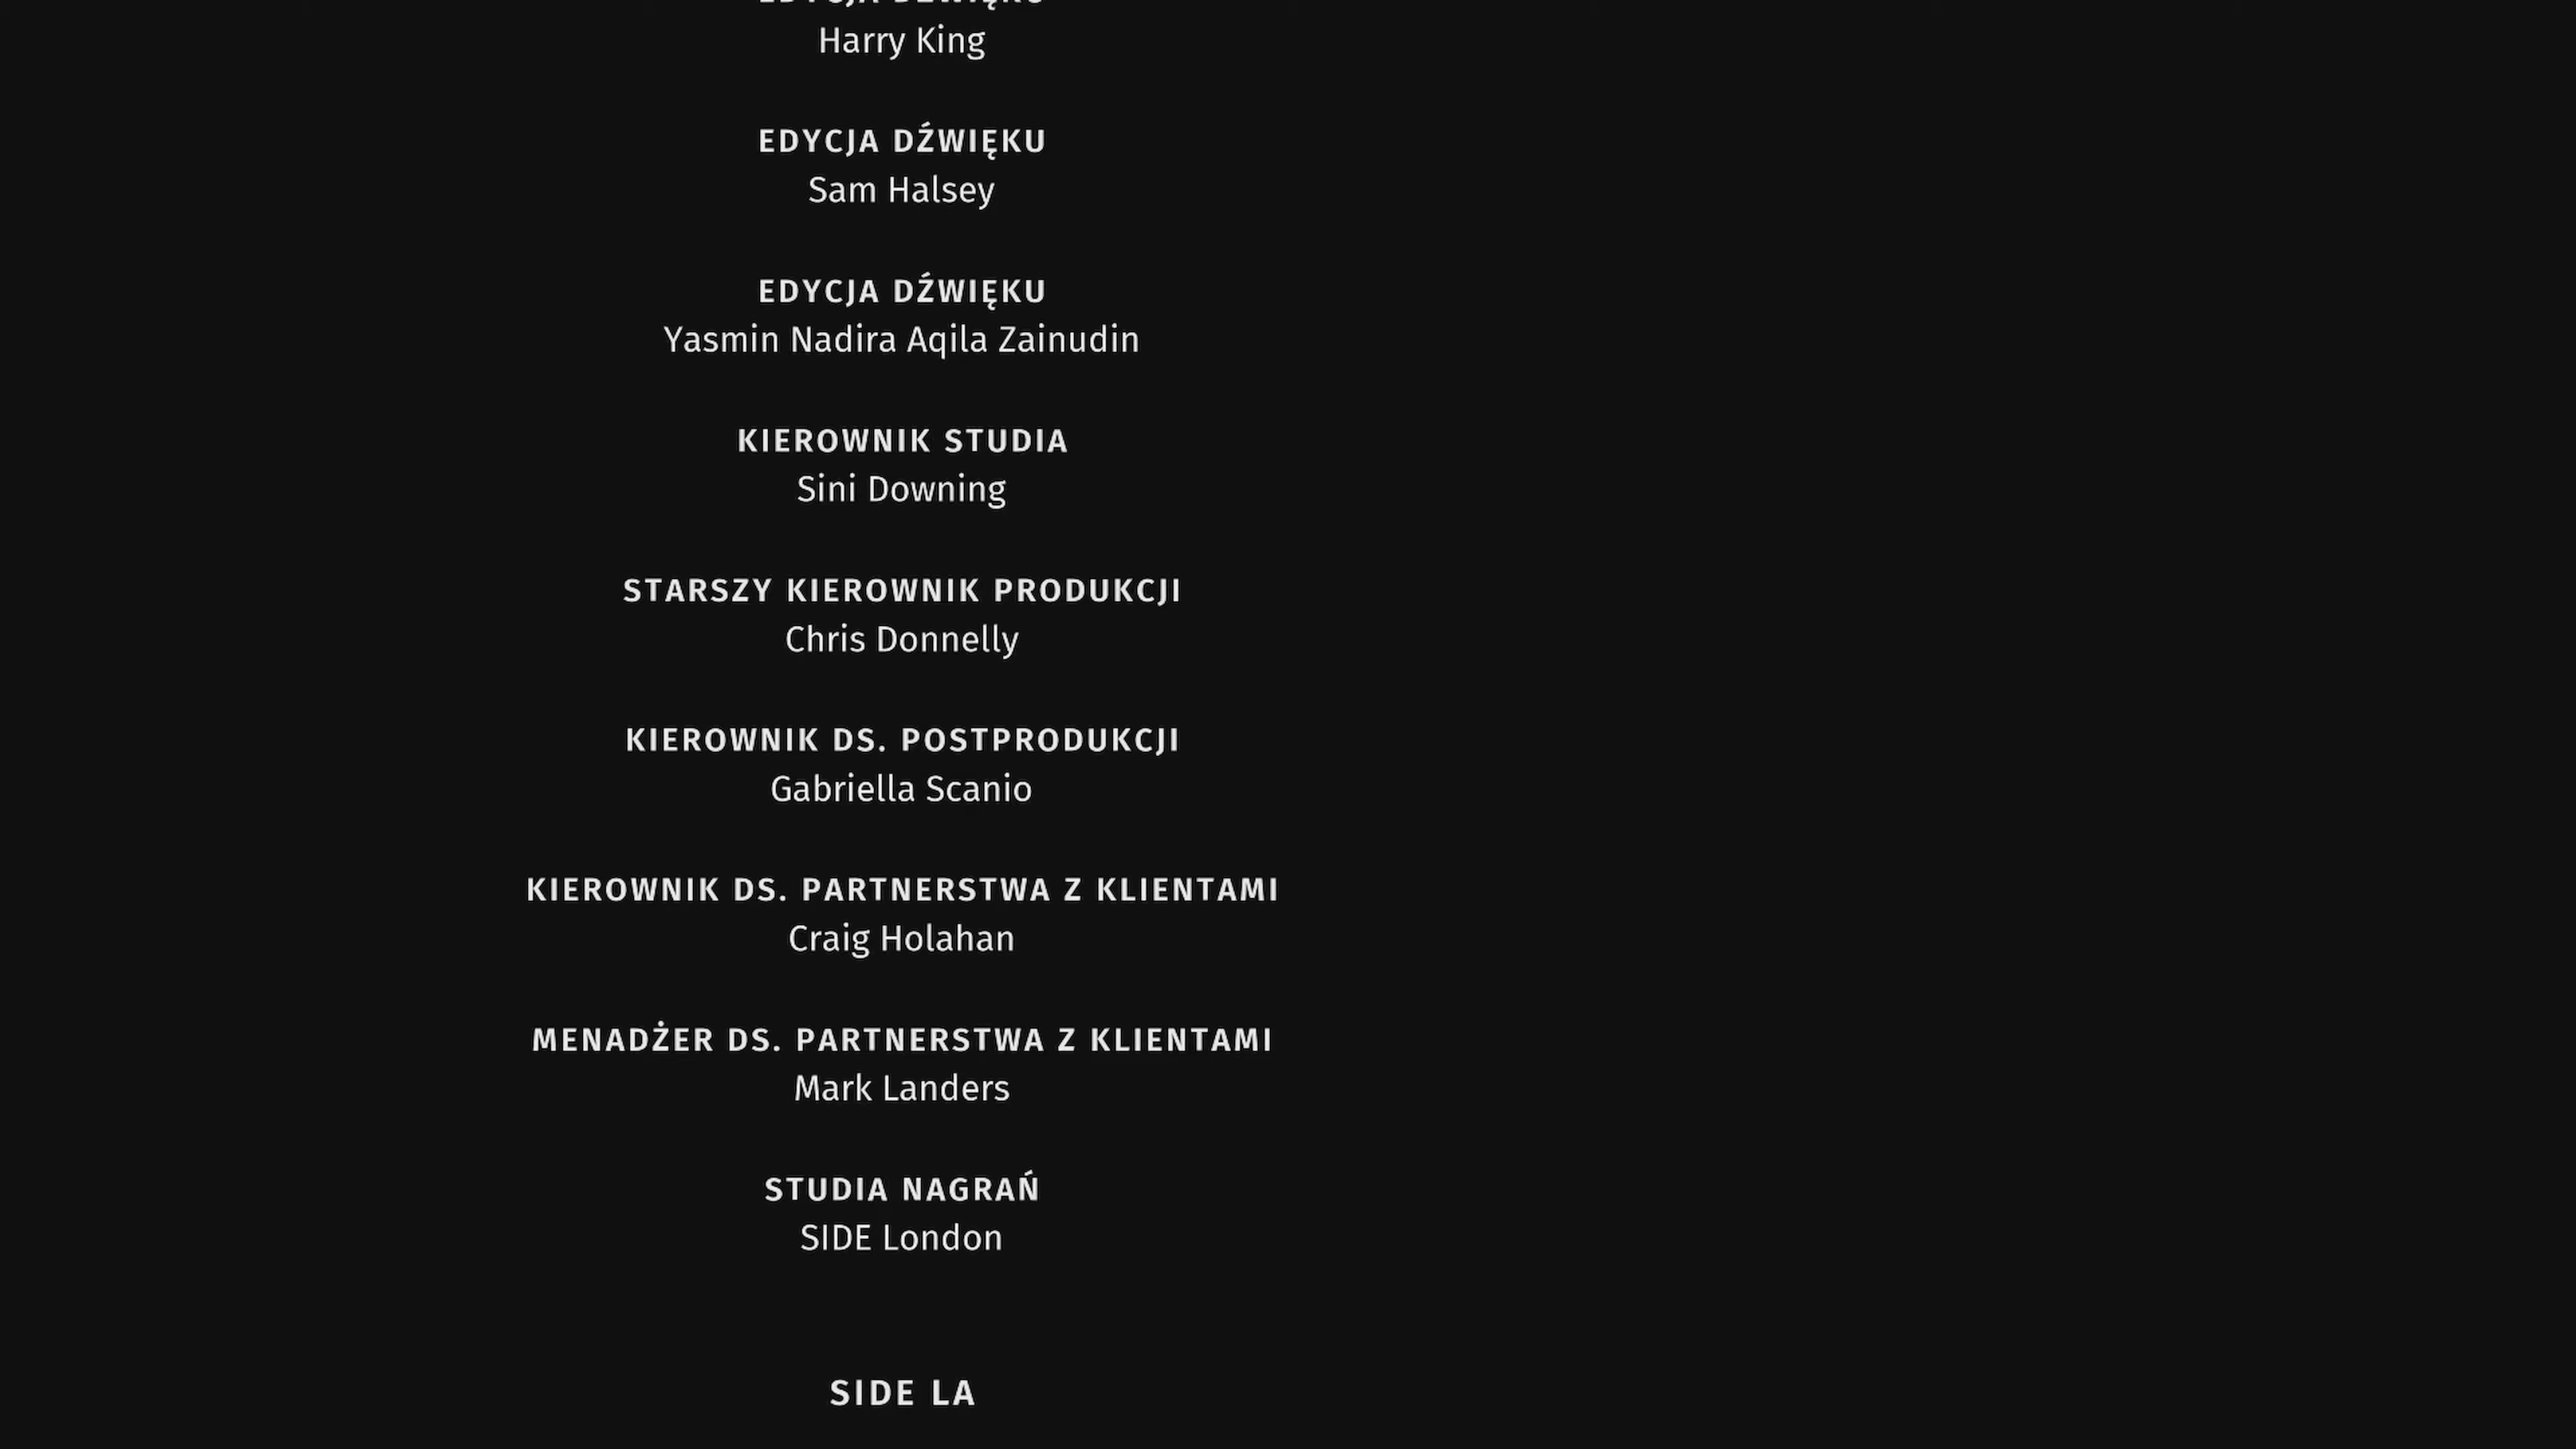 EDYCJA DŹWIĘKU
Harry King
EDYCJA DŹWIĘKU
Sam Halsey
EDYCJA DŹWIĘKU
Yasmin Nadira Aqila Zainudin
KIEROWNIK STUDIA
Sini Downing
STARSZY KIEROWNIK PRODUKCJI
Chris Donnelly
KIEROWNIK DS. POSTPRODUKCJI
Gabriella Scanio
KIEROWNIK DS. PARTNERSTWA Z KLIENTAMI
Craig Holahan
MENADŻER DS. PARTNERSTWA Z KLIENTAMI
Mark Landers
STUDIA NAGRAŃ
SIDE London
SIDE LA